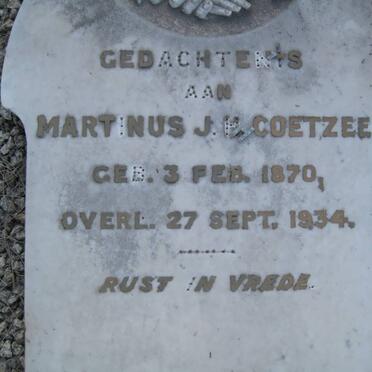 GEDACHTENIS
AAN
MARTINUS J. H. COETZEE
GEB. 3 FEB. 1870,
OVERL. 27 SEPT. 1934.
RUST IN VREDE